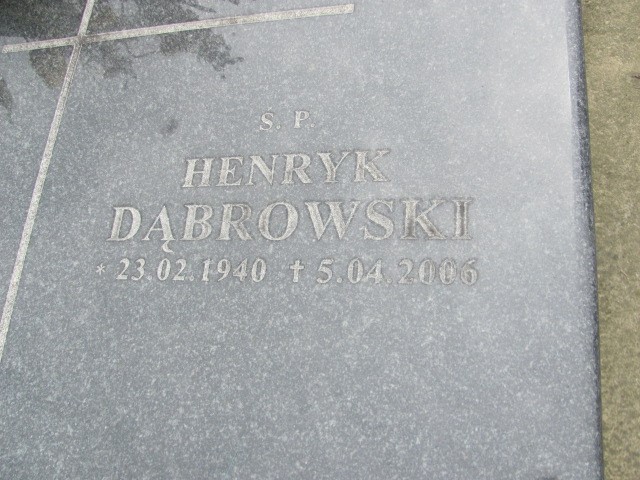 S. P.
HENRYK
DĄBROWSKI
* 23.02.1940 ✝ 5.04.2006